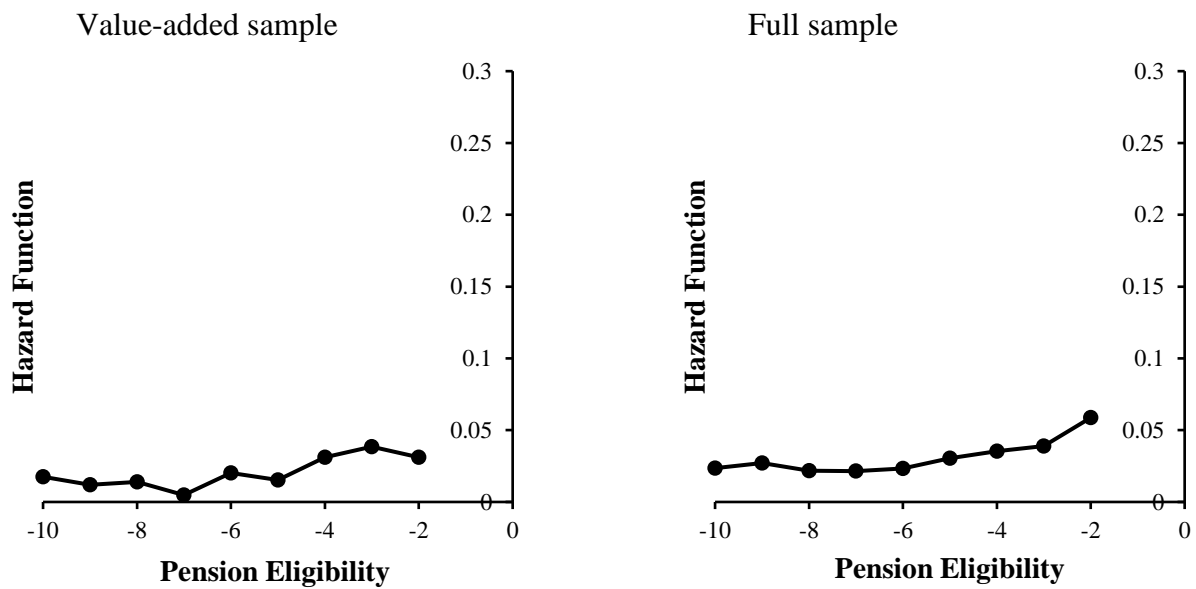 Value-added sample
0.3
0.25
0.2
0.15
0.1
0.05
0
-10 -8 -6 -4 -2 0
Hazard Function
Pension Eligibility
Full sample
0.3
0.25
0.2
0.15
0.1
0.05
0
-10 -8 -6 -4 -2 0
Hazard Function
Pension Eligibility